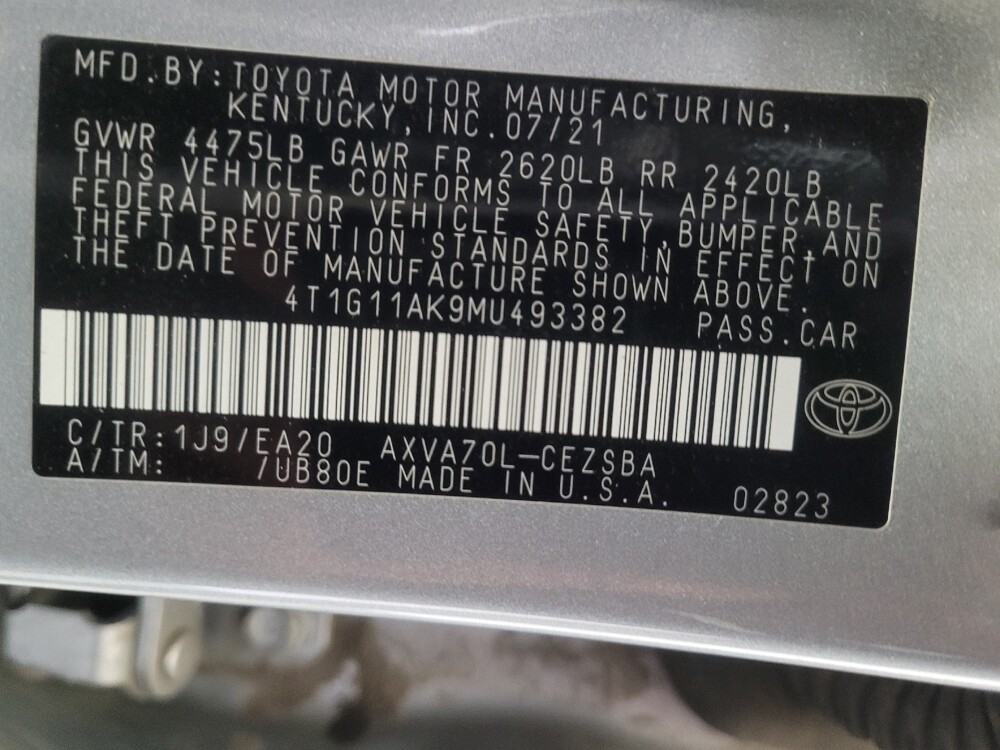 MFD.BY:TOYOTA MOTOR MANUFACTURING,
KENTUCKY,INC.07/21
GVWR 4475LB GAWR FR 2620LB RR 2420LB
THIS VEHICLE CONFORMS TO ALL APPLICABLE
FEDERAL MOTOR VEHICLE SAFETY,BUMPER,AND
THEFT PREVENTION STANDARDS IN EFFECT ON
THE DATE OF MANUFACTURE SHOWN ABOVE.
4T1G11AK9MU493382 PASS.CAR
C/TR:1J9/EA20 AXVA70L-CEZSBA
A/TM: /UB80E MADE IN U.S.A. 02823